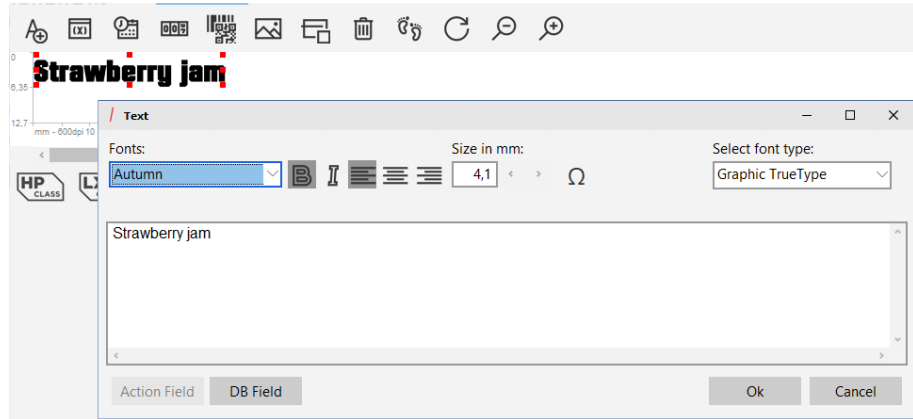 (X)
007
0
Strawberry jam
6,35
12,7
mm - 600dpi 10
Text
Fonts:
Size in mm:
Select font type:
Autumn
B I
4,1
Ω
Graphic TrueType
HP
CLASS
Strawberry jam
Action Field
DB Field
Ok
Cancel